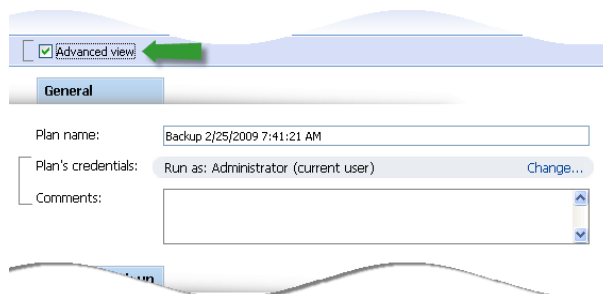 Advanced view
General
Plan name: Backup 2/25/2009 7:41:21 AM
Plan's credentials: Run as: Administrator (current user) Change...
Comments: